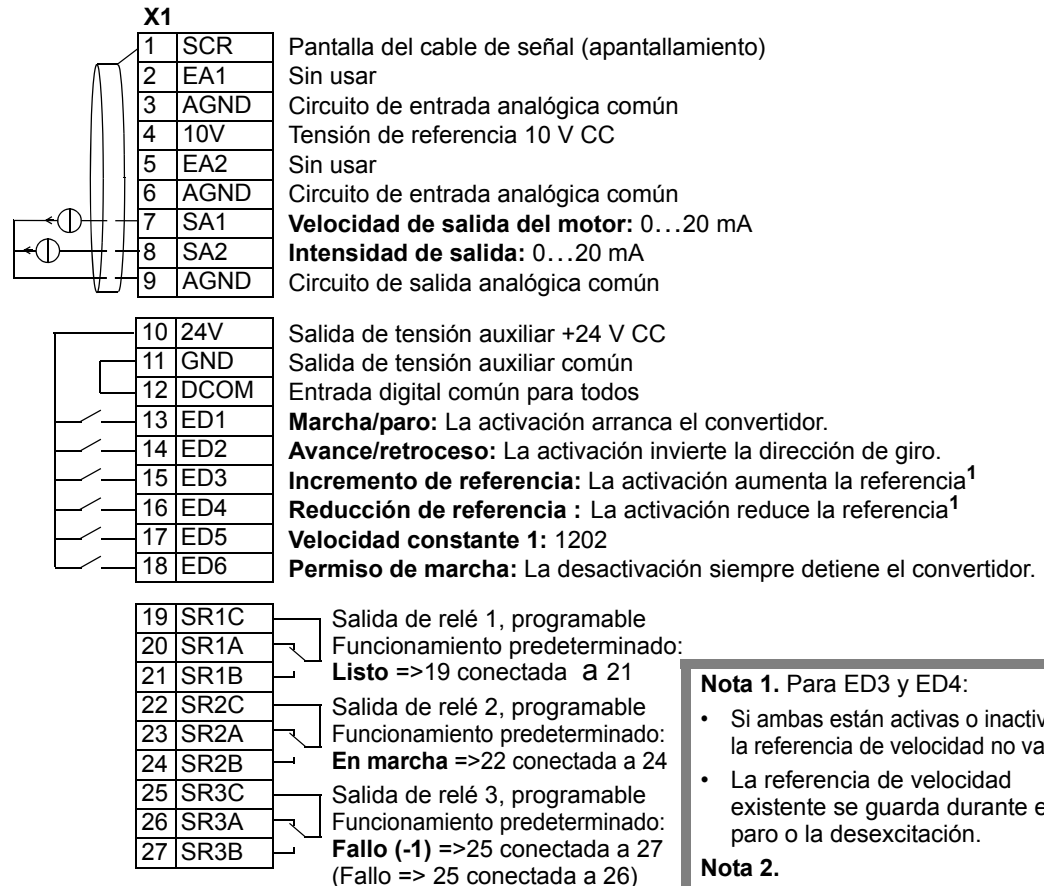 X1
1 SCR Pantalla del cable de señal (apantallamiento)
2 EA1 Sin usar
3 AGND Circuito de entrada analógica común
4 10V Tensión de referencia 10 V CC
5 EA2 Sin usar
6 AGND Circuito de entrada analógica común
7 SA1 Velocidad de salida del motor: 0…20 mA
8 SA2 Intensidad de salida: 0…20 mA
9 AGND Circuito de salida analógica común
10 24V Salida de tensión auxiliar +24 V CC
11 GND Salida de tensión auxiliar común
12 DCOM Entrada digital común para todos
13 ED1 Marcha/paro: La activación arranca el convertidor.
14 ED2 Avance/retroceso: La activación invierte la dirección de giro.
15 ED3 Incremento de referencia: La activación aumenta la referencia1
16 ED4 Reducción de referencia : La activación reduce la referencia1
17 ED5 Velocidad constante 1: 1202
18 ED6 Permiso de marcha: La desactivación siempre detiene el convertidor.
19 SR1C Salida de relé 1, programable
20 SR1A Funcionamiento predeterminado:
21 SR1B Listo =>19 conectada a 21
22 SR2C Salida de relé 2, programable
23 SR2A Funcionamiento predeterminado:
24 SR2B En marcha =>22 conectada a 24
25 SR3C Salida de relé 3, programable
26 SR3A Funcionamiento predeterminado:
27 SR3B Fallo (-1) =>25 conectada a 27
(Fallo => 25 conectada a 26)
Nota 1. Para ED3 y ED4:
• Si ambas están activas o
la referencia de velocidad no
• La referencia de velocidad
existente se guarda durante
paro o la desexcitación.
Nota 2.